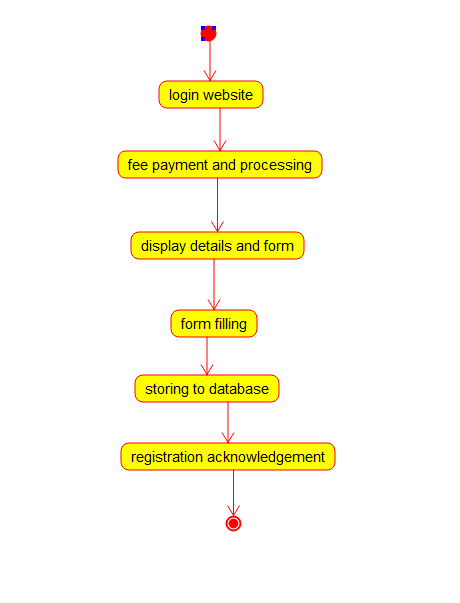 login website
fee payment and processing
display details and form
form filling
storing to database
registration acknowledgement